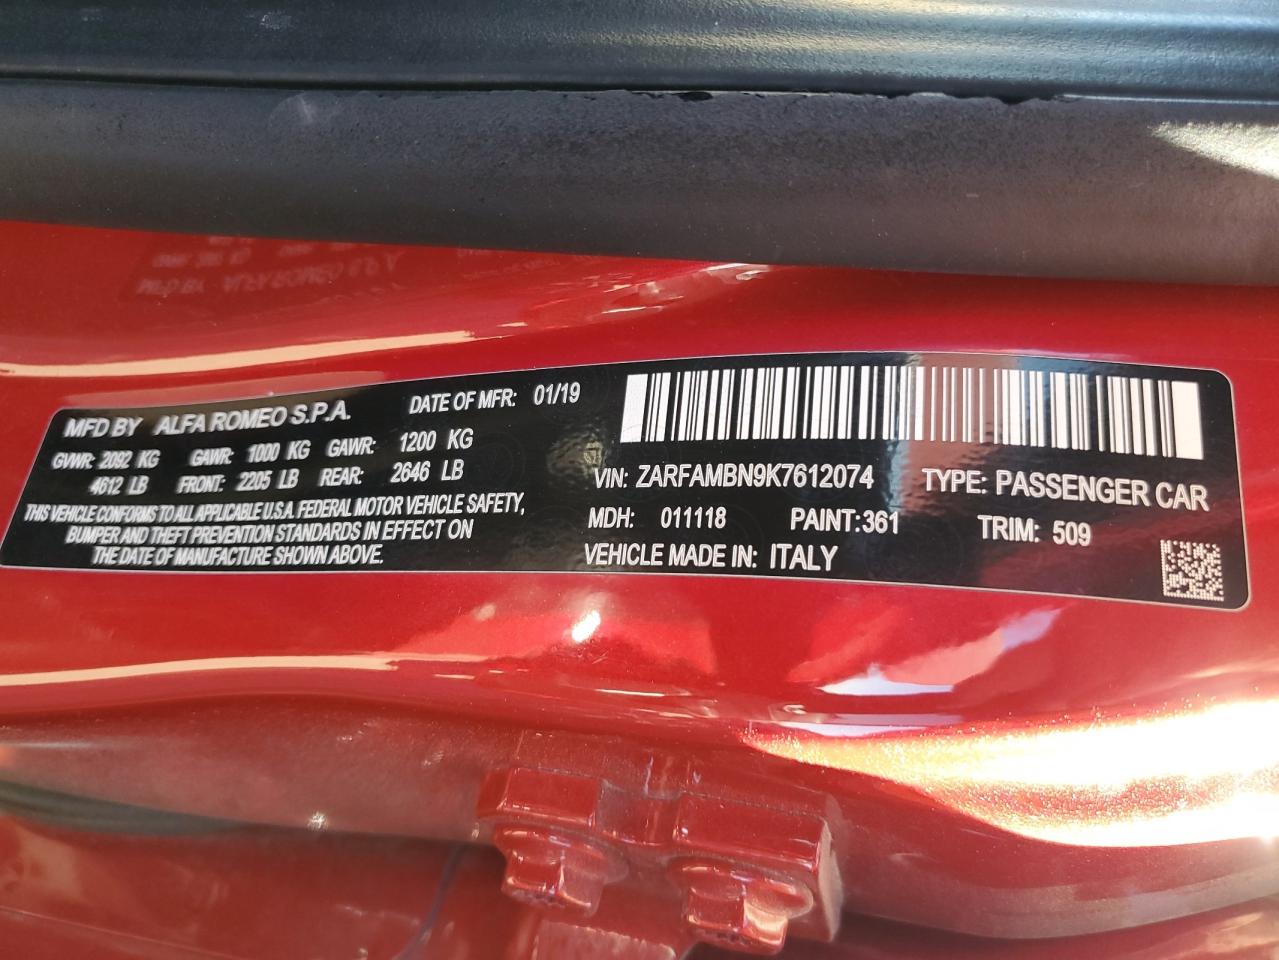 MFD BY ALFA ROMEO S.P.A. DATE OF MFR: 01/19
GVWR: 2092 KG GAWR: 1000 KG GAWR: 1200 KG
4612 LB FRONT: 2205 LB REAR: 2646 LB
THIS VEHICLE CONFORMS TO ALL APPLICABLE U.S.A. FEDERAL MOTOR VEHICLE SAFETY,
BUMPER AND THEFT PREVENTION STANDARDS IN EFFECT ON
THE DATE OF MANUFACTURE SHOWN ABOVE.
VIN: ZARFAMBN9K7612074 TYPE: PASSENGER CAR
MDH: 011118 PAINT:361 TRIM: 509
VEHICLE MADE IN: ITALY